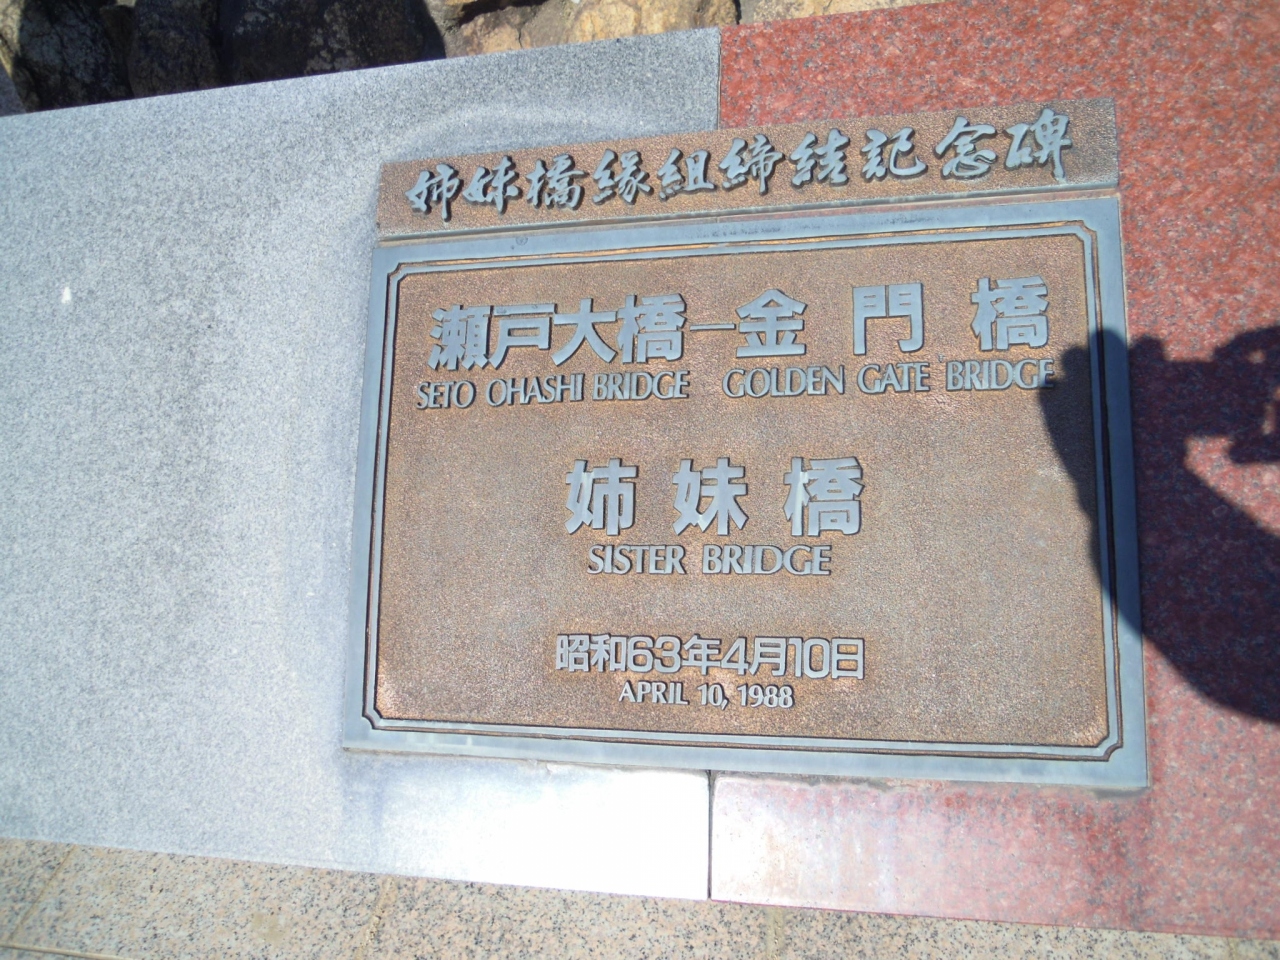 姉妹橋縁組締結記念碑
瀬戸大橋－金門橋
SETO OHASHI BRIDGE GOLDEN GATE BRIDGE
姉妹橋
SISTER BRIDGE
昭和63年4月10日
APRIL 10, 1988